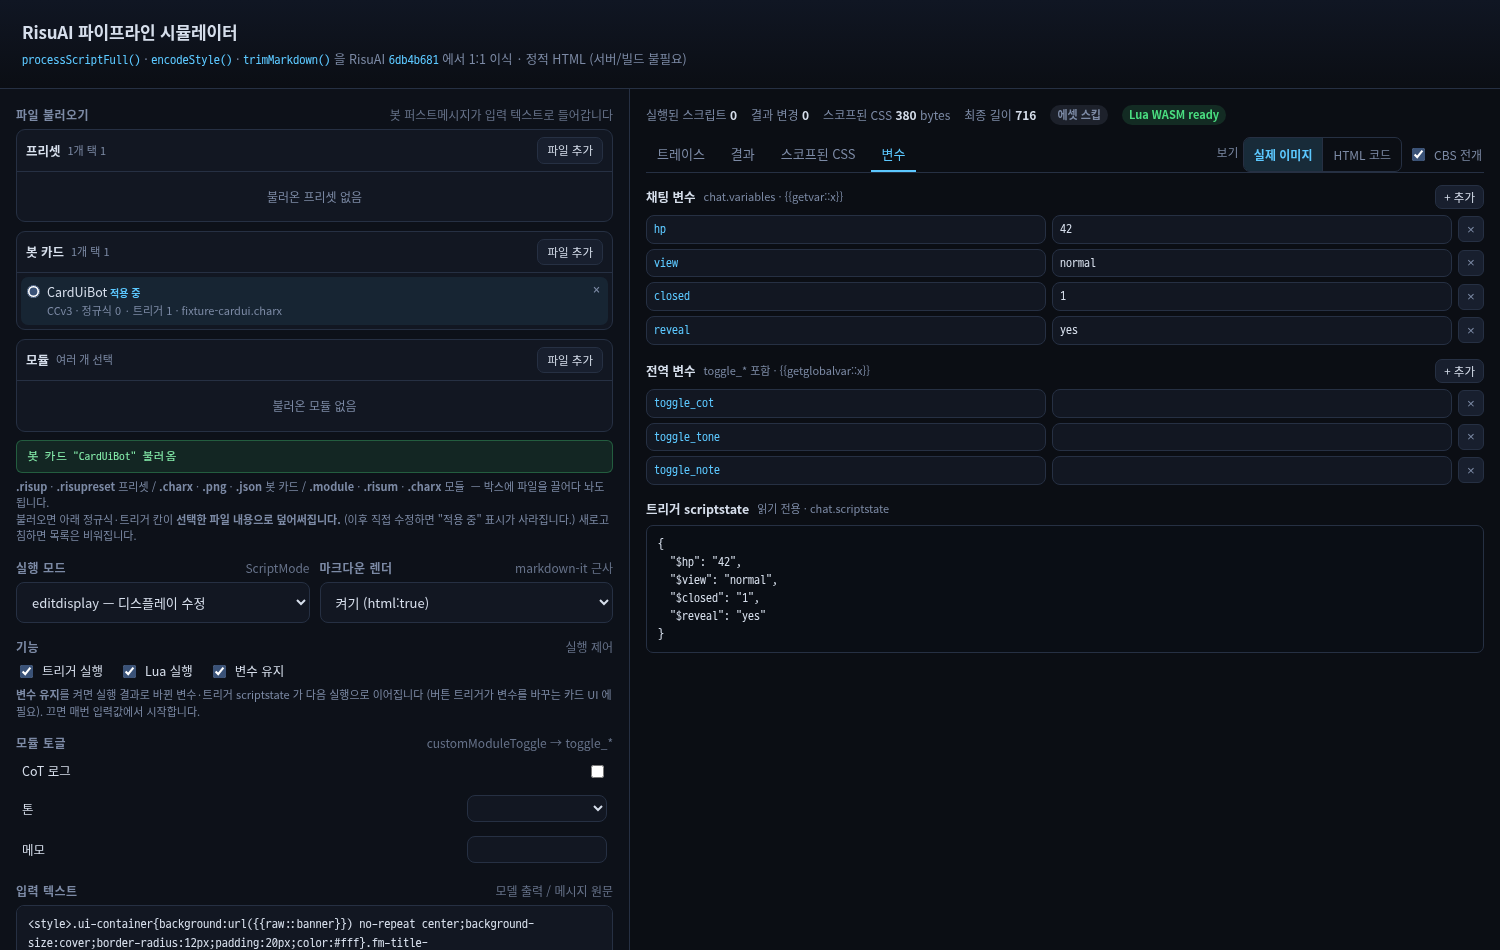 RisuAI 파이프라인 시뮬레이터
processScriptFull() · encodeStyle() · trimMarkdown() 을 RisuAI 6db4b681 에서 1:1 이식 · 정적 HTML (서버/빌드 불필요)
파일 불러오기
봇 퍼스트메시지가 입력 텍스트로 들어갑니다
프리셋 1개 택 1
파일 추가
불러온 프리셋 없음
봇 카드 1개 택 1
파일 추가
CardUiBot 적용 중
×
CCv3 · 정규식 0 · 트리거 1 · fixture-cardui.charx
모듈 여러 개 선택
파일 추가
불러온 모듈 없음
봇 카드 "CardUiBot" 불러옴
.risup · .risupreset 프리셋 / .charx · .png · .json 봇 카드 / .module · .risum · .charx 모듈 — 박스에 파일을 끌어다 놔도
됩니다.
불러오면 아래 정규식·트리거 칸이 선택한 파일 내용으로 덮어써집니다. (이후 직접 수정하면 "적용 중" 표시가 사라집니다.) 새로고
침하면 목록은 비워집니다.
실행 모드
ScriptMode
마크다운 렌더
markdown-it 근사
editdisplay — 디스플레이 수정
켜기 (html:true)
기능
실행 제어
트리거 실행
Lua 실행
변수 유지
변수 유지를 켜면 실행 결과로 바뀐 변수·트리거 scriptstate 가 다음 실행으로 이어집니다 (버튼 트리거가 변수를 바꾸는 카드 UI 에
필요). 끄면 매번 입력값에서 시작합니다.
모듈 토글
customModuleToggle → toggle_*
CoT 로그
톤
메모
입력 텍스트
모델 출력 / 메시지 원문
<style>.ui-container{background:url({{raw::banner}}) no-repeat center;background-
size:cover;border-radius:12px;padding:20px;color:#fff}.fm-title-
실행된 스크립트 0
결과 변경 0
스코프된 CSS 380 bytes
최종 길이 716
에셋 스킵
Lua WASM ready
트레이스
결과
스코프된 CSS
변수
보기
실제 이미지
HTML 코드
CBS 전개
채팅 변수 chat.variables · {{getvar::x}}
+ 추가
hp
42
×
view
normal
×
closed
1
×
reveal
yes
×
전역 변수 toggle_* 포함 · {{getglobalvar::x}}
+ 추가
toggle_cot
×
toggle_tone
×
toggle_note
×
트리거 scriptstate 읽기 전용 · chat.scriptstate
{
"$hp": "42",
"$view": "normal",
"$closed": "1",
"$reveal": "yes"
}